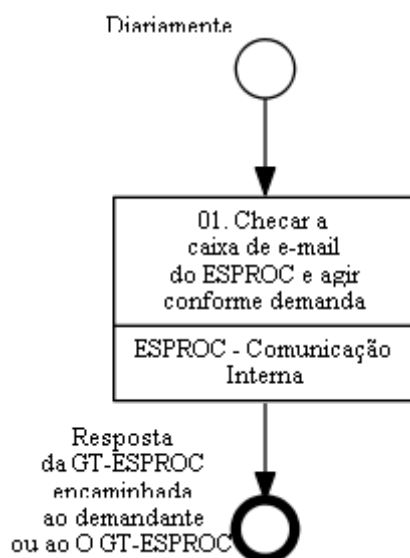 Diariamente
01. Checar a
caixa de e-mail
do ESPROC e agir
conforme demanda
ESPROC - Comunicação
Interna
Resposta
da GT-ESPROC
encaminhada
ao demandante
ou ao O GT-ESPROC